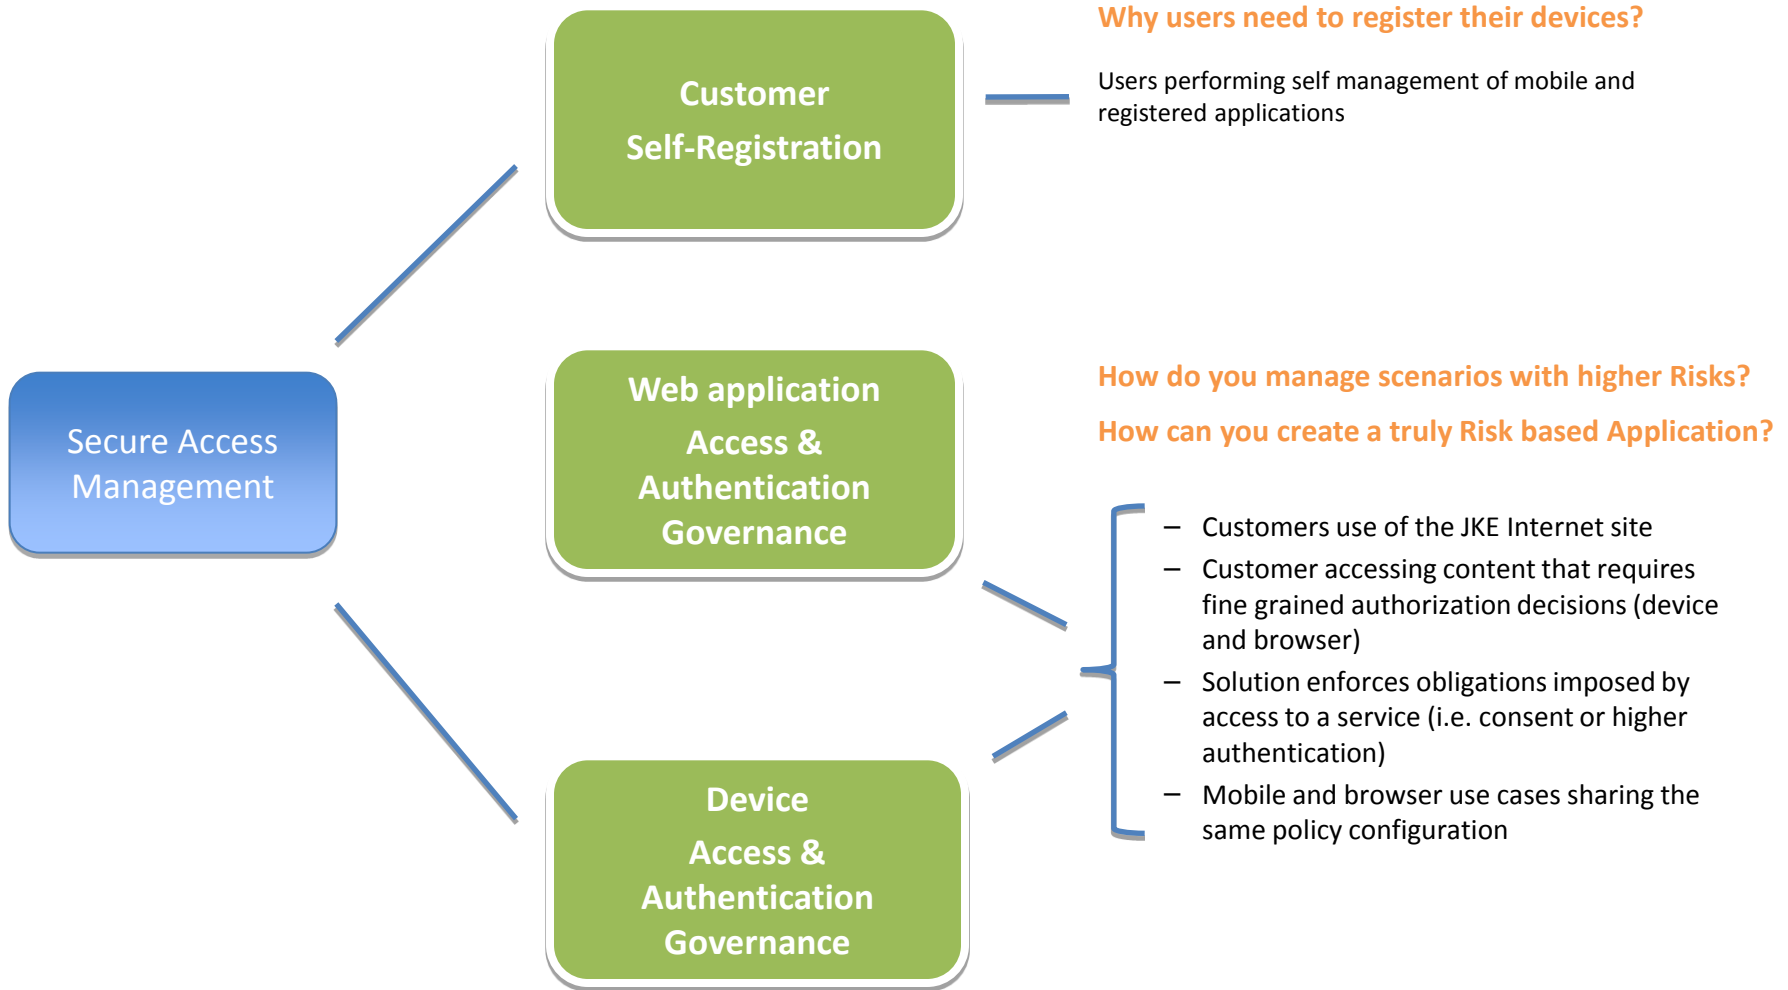 Why users need to register their devices?
Customer
Self-Registration
Users performing self management of mobile and
registered applications
Secure Access
Management
Web application
Access &
Authentication
Governance
How do you manage scenarios with higher Risks?
How can you create a truly Risk based Application?
– Customers use of the JKE Internet site
– Customer accessing content that requires
fine grained authorization decisions (device
and browser)
– Solution enforces obligations imposed by
access to a service (i.e. consent or higher
authentication)
– Mobile and browser use cases sharing the
same policy configuration
Device
Access &
Authentication
Governance